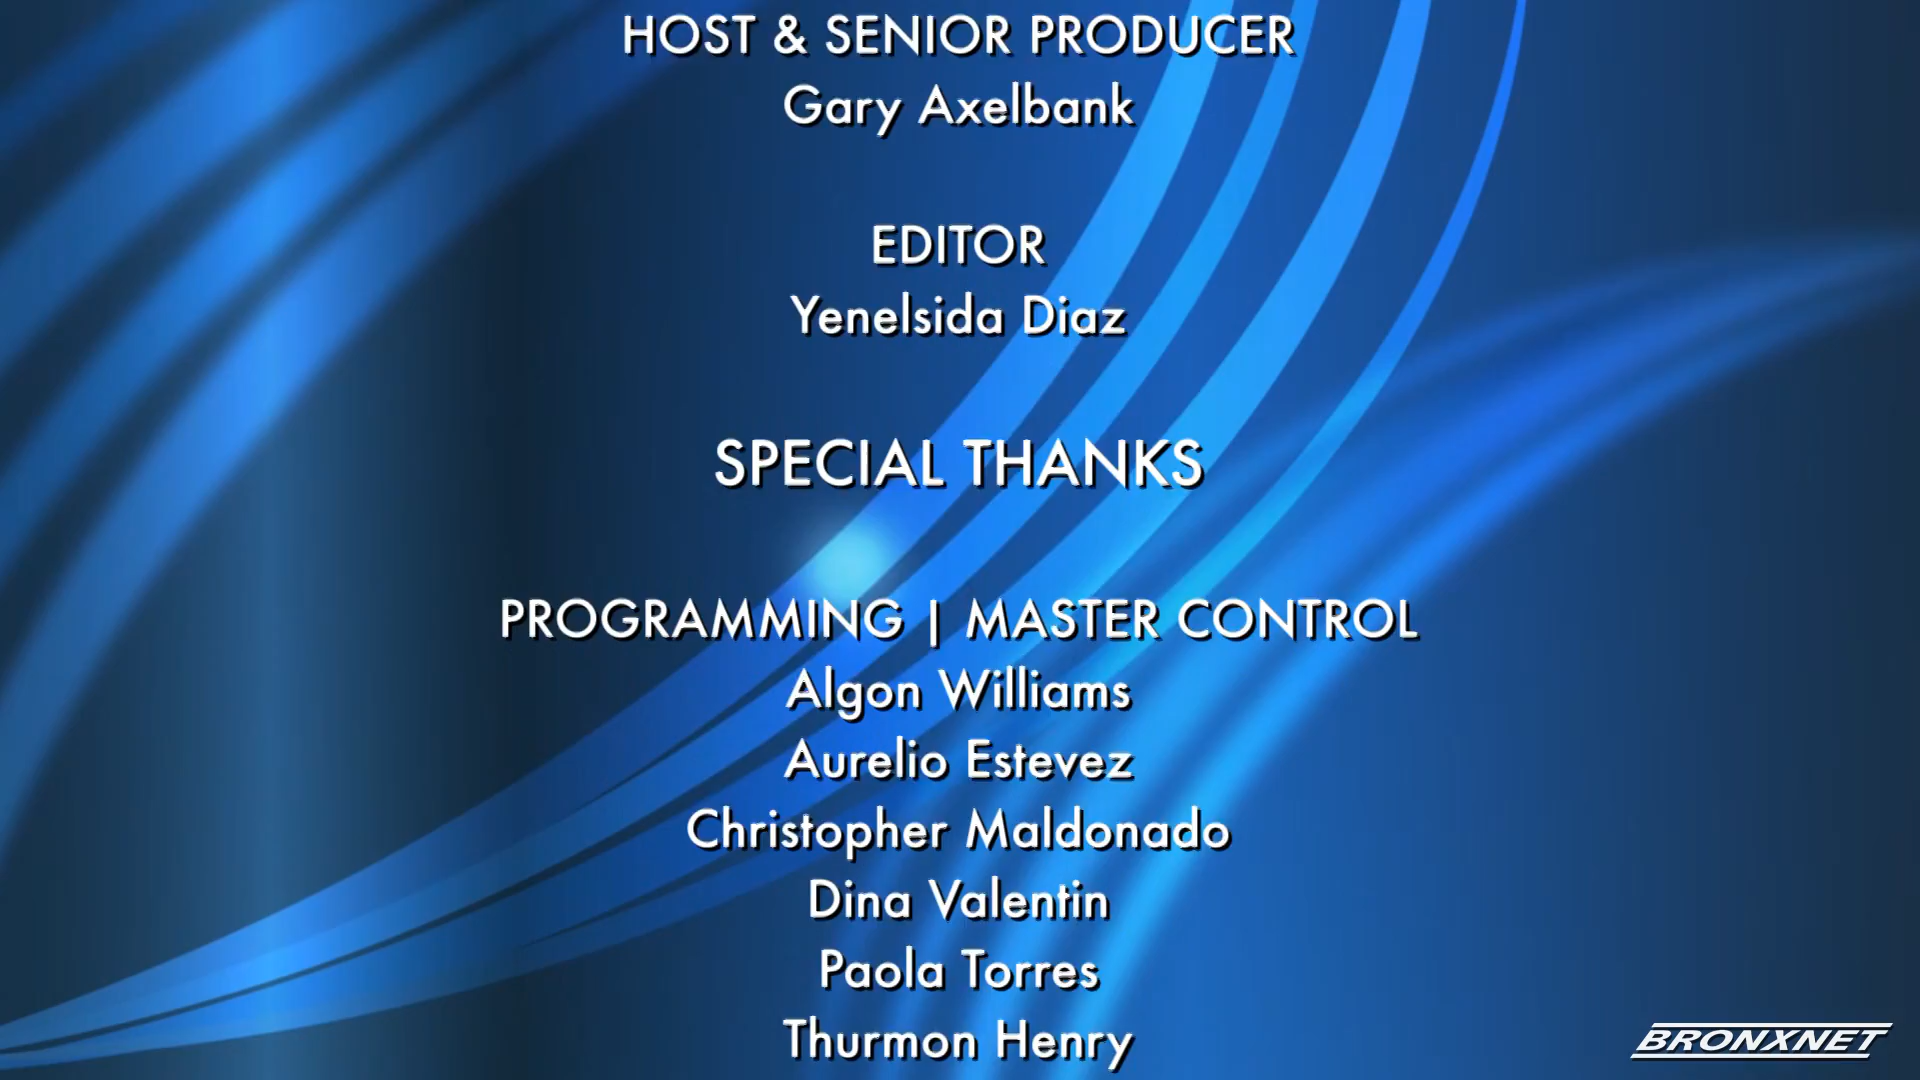 HOST & SENIOR PRODUCER
Gary Axelbank
EDITOR
Yenelsida Diaz
SPECIAL THANKS
PROGRAMMING | MASTER CONTROL
Algon Williams
Aurelio Estevez
Christopher Maldonado
Dina Valentin
Paola Torres
Thurmon Henry
BRONXNET